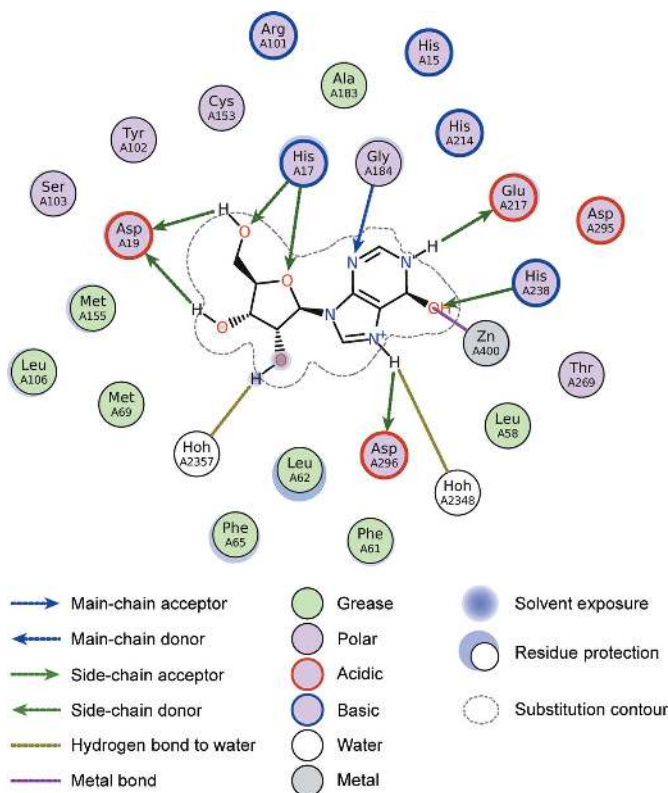 Arg
A101
His
A15
Ala
A183
Cys
A153
Tyr
A102
His
A17
Gly
A184
His
A214
Ser
A103
Glu
A217
Asp
A19
Asp
A295
H
O
H
N
N
H
O
His
A238
Met
A155
H
O
N
OH
Zn
A400
N+
O
H
H
Leu
A106
Thr
A269
Met
A69
Leu
A58
Hoh
A2357
Leu
A62
Asp
A296
Hoh
A2348
Phe
A65
Phe
A61
Main-chain acceptor
Main-chain donor
Side-chain acceptor
Side-chain donor
Hydrogen bond to water
Metal bond
Grease
Polar
Acidic
Basic
Water
Metal
Solvent exposure
Residue protection
Substitution contour